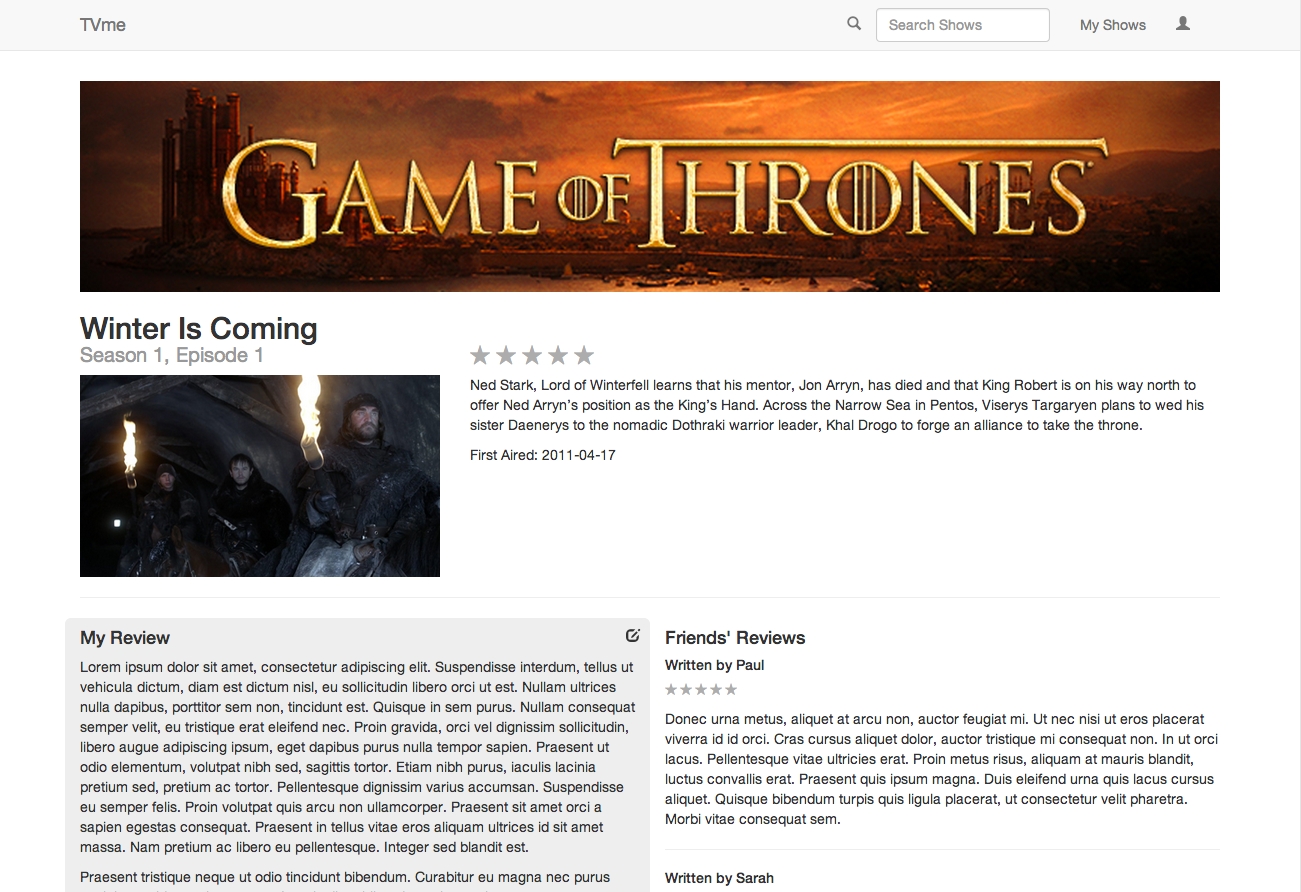 TVme
Search Shows
My Shows
GAME OF THRONES
Winter Is Coming
Season 1, Episode 1
Ned Stark, Lord of Winterfell learns that his mentor, Jon Arryn, has died and that King Robert is on his way north to
offer Ned Arryn’s position as the King’s Hand. Across the Narrow Sea in Pentos, Viserys Targaryen plans to wed his
sister Daenerys to the nomadic Dothraki warrior leader, Khal Drogo to forge an alliance to take the throne.
First Aired: 2011-04-17
My Review
Lorem ipsum dolor sit amet, consectetur adipiscing elit. Suspendisse interdum, tellus ut
vehicula dictum, diam est dictum nisl, eu sollicitudin libero orci ut est. Nullam ultrices
nulla dapibus, porttitor sem non, tincidunt est. Quisque in sem purus. Nullam consequat
semper velit, eu tristique erat eleifend nec. Proin gravida, orci vel dignissim sollicitudin,
libero augue adipiscing ipsum, eget dapibus purus nulla tempor sapien. Praesent ut
odio elementum, volutpat nibh sed, sagittis tortor. Etiam nibh purus, iaculis lacinia
pretium sed, pretium ac tortor. Pellentesque dignissim varius accumsan. Suspendisse
eu semper felis. Proin volutpat quis arcu non ullamcorper. Praesent sit amet orci a
sapien egestas consequat. Praesent in tellus vitae eros aliquam ultrices id sit amet
massa. Nam pretium ac libero eu pellentesque. Integer sed blandit est.
Praesent tristique neque ut odio tincidunt bibendum. Curabitur eu magna nec purus
Friends' Reviews
Written by Paul
Donec urna metus, aliquet at arcu non, auctor feugiat mi. Ut nec nisi ut eros placerat
viverra id id orci. Cras cursus aliquet dolor, auctor tristique mi consequat non. In ut orci
lacus. Pellentesque vitae ultricies erat. Proin metus risus, aliquam at mauris blandit,
luctus convallis erat. Praesent quis ipsum magna. Duis eleifend urna quis lacus cursus
aliquet. Quisque bibendum turpis quis ligula placerat, ut consectetur velit pharetra.
Morbi vitae consequat sem.
Written by Sarah